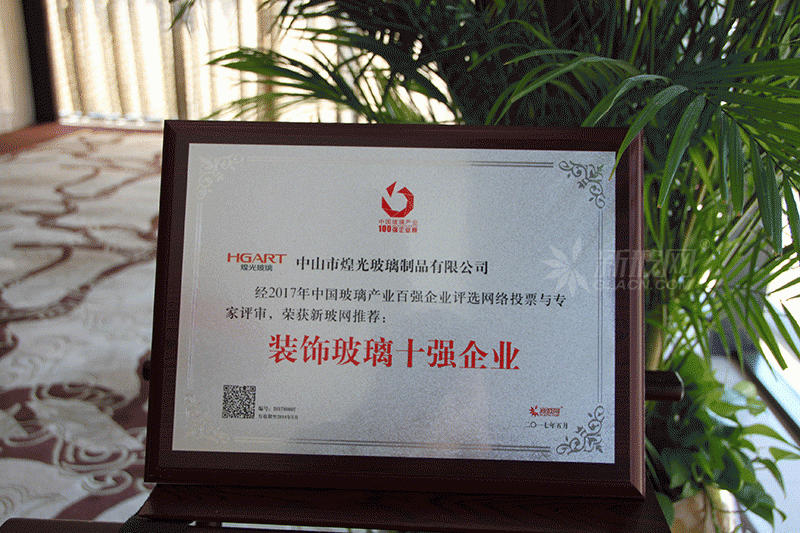 中国玻璃产业
100强企业榜
HGART
煌光玻璃
中山市煌光玻璃制品有限公司
经2017年中国玻璃产业百强企业评选网络投票与专
家评审，荣获新玻网推荐：
装饰玻璃十强企业
编号：
二〇一七年五月
新玻网
GLACN.COM